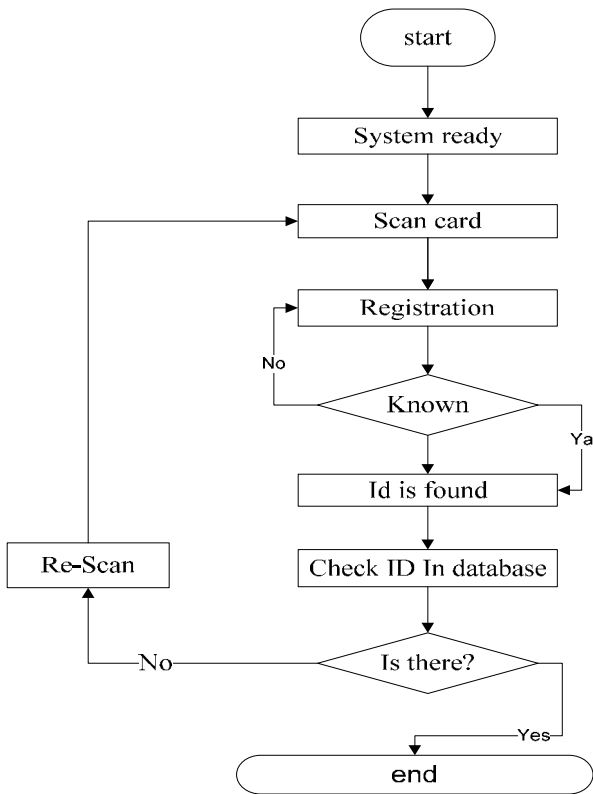 start
System ready
Scan card
Registration
No
Known
Ya
Id is found
Check ID In database
Re-Scan
Is there?
No
Yes
end